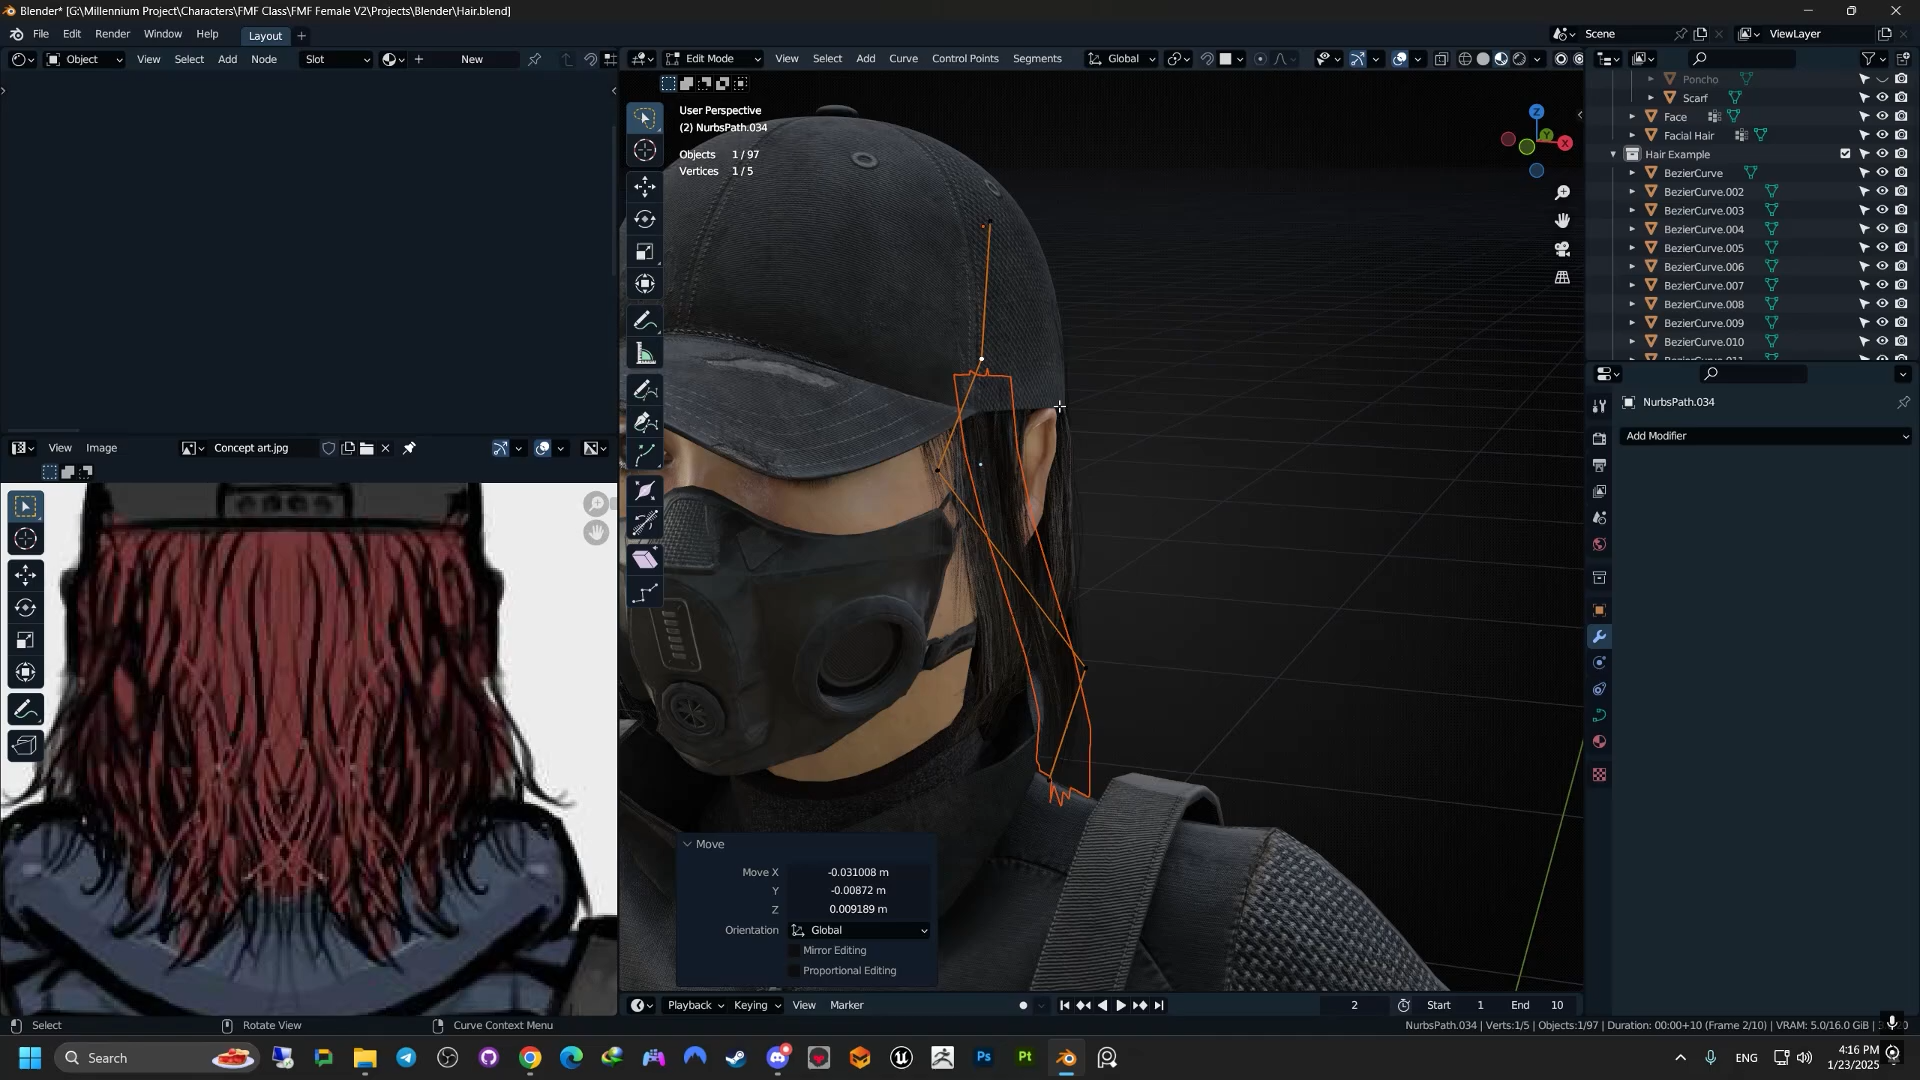 Blender* [G:\Millennium Project\Characters\FMF Class\FMF Female V2\Projects\Blender\Hair.blend]
File Edit Render Window Help Layout +
Scene
ViewLayer
Object View Select Add Node Slot New
Edit Mode View Select Add Curve Control Points Segments Global
User Perspective
(2) NurbsPath.034
Objects 1 / 97
Vertices 1 / 5
Z
Y
X
Poncho
Scarf
Face
Facial Hair
Hair Example
BezierCurve
BezierCurve.002
BezierCurve.003
BezierCurve.004
BezierCurve.005
BezierCurve.006
BezierCurve.007
BezierCurve.008
BezierCurve.009
BezierCurve.010
BezierCurve.011
NurbsPath.034
Add Modifier
View Image Concept art.jpg
Move
Move X -0.031008 m
Y -0.00872 m
Z 0.009189 m
Orientation Global
Mirror Editing
Proportional Editing
Playback Keying View Marker 2 Start 1 End 10
Select Rotate View Curve Context Menu
NurbsPath.034 | Verts:1/5 | Objects:1/97 | Duration: 00:00+10 (Frame 2/10) | VRAM: 5.0/16.0 GiB |
Search
Ps
Pt
ENG
4:16 PM
1/23/2025